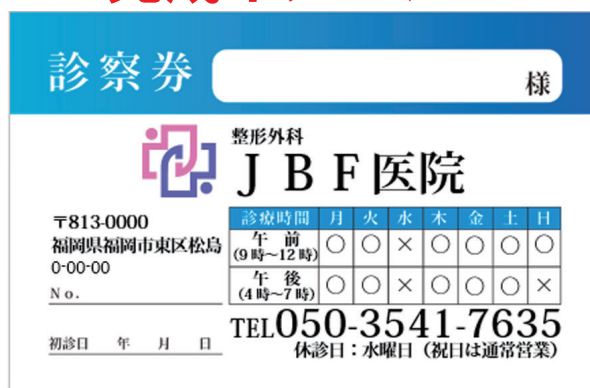 診察券
様
整形外科
JBF医院
〒813-0000
福岡県福岡市東区松島
0-00-00
No.
初診日 年 月 日
診療時間 月 火 水 木 金 土 日
午前
(9時～12時) ○ ○ × ○ ○ ○ ○
午後
(4時～7時) ○ ○ × ○ ○ ○ ×
TEL050-3541-7635
休診日：水曜日（祝日は通常営業）